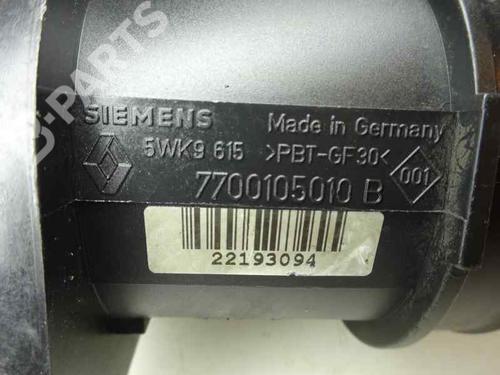 B-PARTS
SIEMENS Made in Germany
5WK9 615 >PBT-GF30< 001
7700105010 B
22193094